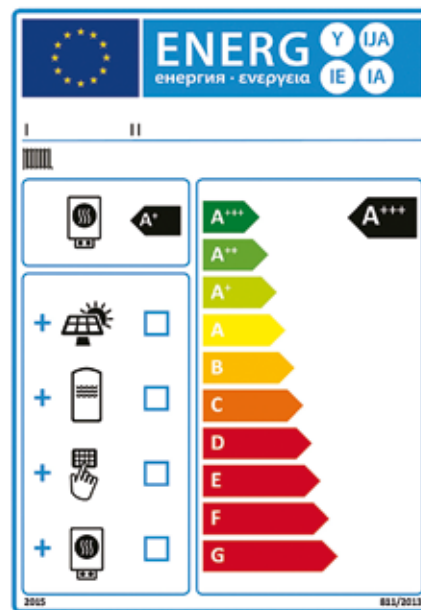 ENERG Y IJA
енергия · ενεργεια IE IA
I II
A⁺
A⁺⁺⁺ A⁺⁺⁺
A⁺⁺
A⁺
A
B
C
D
E
F
G
2015 811/2013